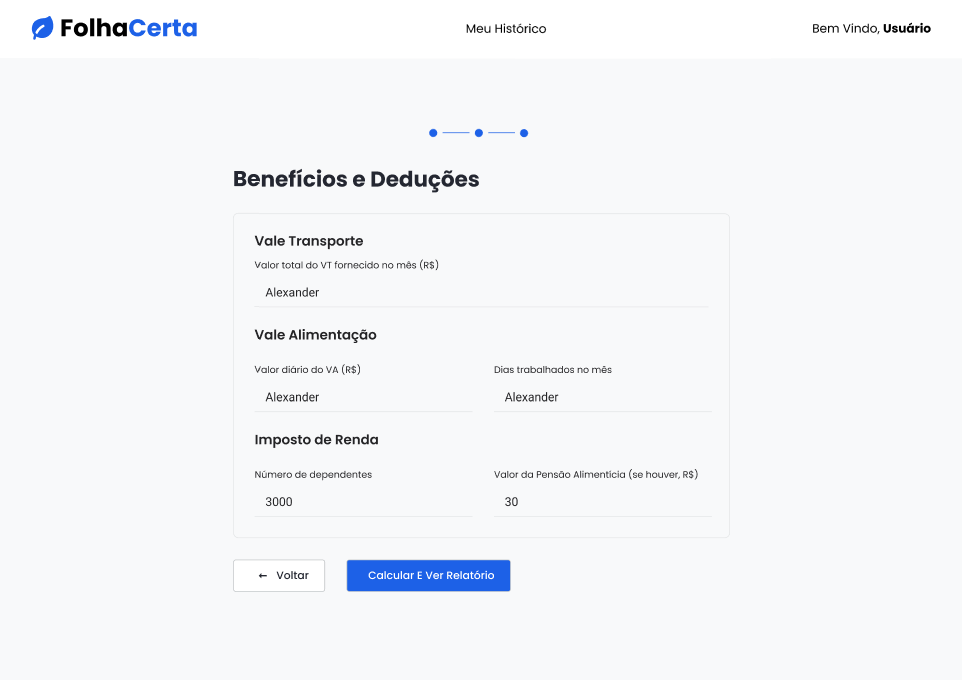 FolhaCerta
Meu Histórico
Bem Vindo, Usuário
Benefícios e Deduções
Vale Transporte
Valor total do VT fornecido no mês (R$)
Alexander
Vale Alimentação
Valor diário do VA (R$)
Dias trabalhados no mês
Alexander
Alexander
Imposto de Renda
Número de dependentes
Valor da Pensão Alimentícia (se houver, R$)
3000
30
← Voltar
Calcular E Ver Relatório